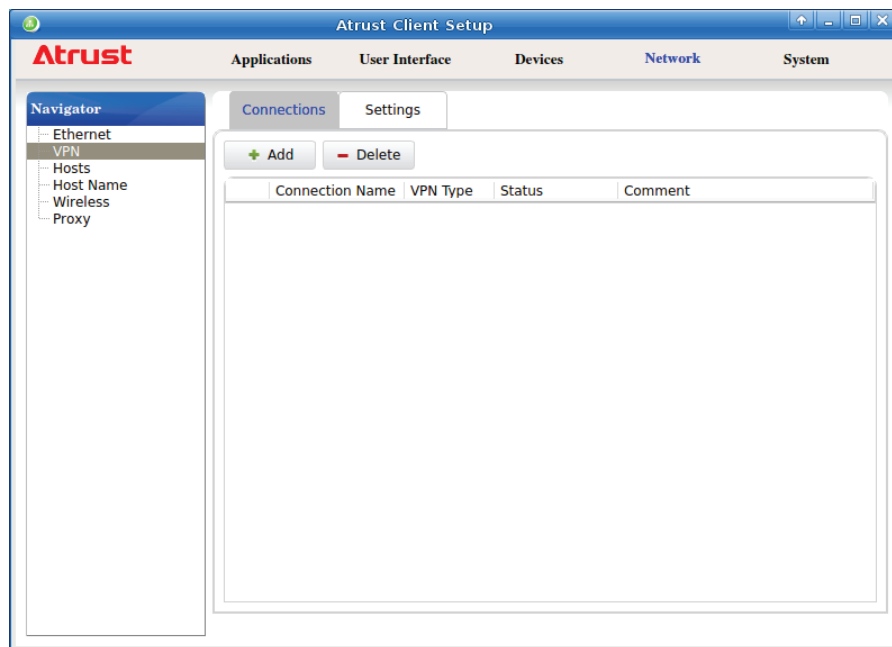 Atrust Client Setup
Atrust
Applications User Interface Devices Network System
Navigator
Ethernet
VPN
Hosts
Host Name
Wireless
Proxy
Connections Settings
Add Delete
Connection Name VPN Type Status Comment